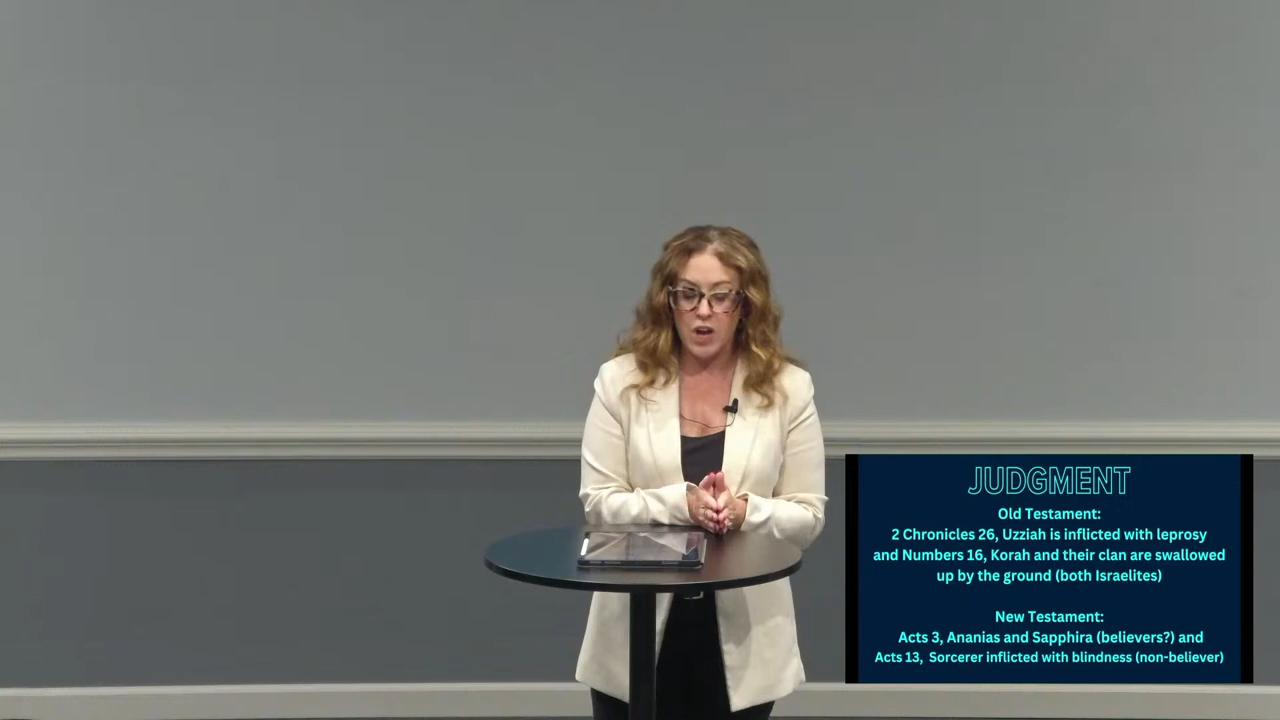 JUDGMENT
Old Testament:
2 Chronicles 26, Uzziah is inflicted with leprosy
and Numbers 16, Korah and their clan are swallowed
up by the ground (both Israelites)
New Testament:
Acts 3, Ananias and Sapphira (believers?) and
Acts 13, Sorcerer inflicted with blindness (non-believer)